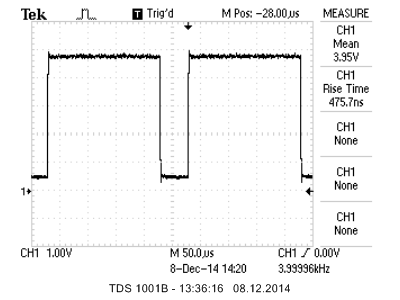 Tek T Trig'd M Pos: -28.00µs MEASURE
CH1
Mean
3.95V
CH1
Rise Time
475.7ns
CH1
None
CH1
None
CH1
None
1
CH1 1.00V M 50.0µs CH1 0.00V
8-Dec-14 14:20 3.99996kHz
TDS 1001B - 13:36:16 08.12.2014